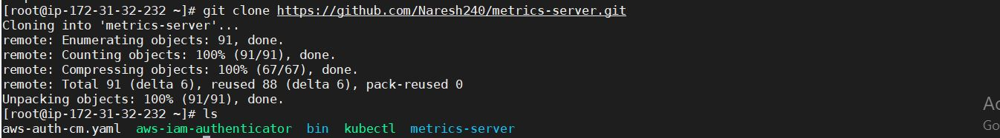 [root@ip-172-31-32-232 ~]# git clone https://github.com/Naresh240/metrics-server.git
Cloning into 'metrics-server'...
remote: Enumerating objects: 91, done.
remote: Counting objects: 100% (91/91), done.
remote: Compressing objects: 100% (67/67), done.
remote: Total 91 (delta 6), reused 88 (delta 6), pack-reused 0
Unpacking objects: 100% (91/91), done.
[root@ip-172-31-32-232 ~]# ls
aws-auth-cm.yaml  aws-iam-authenticator  bin  kubectl  metrics-server
Ac
Go